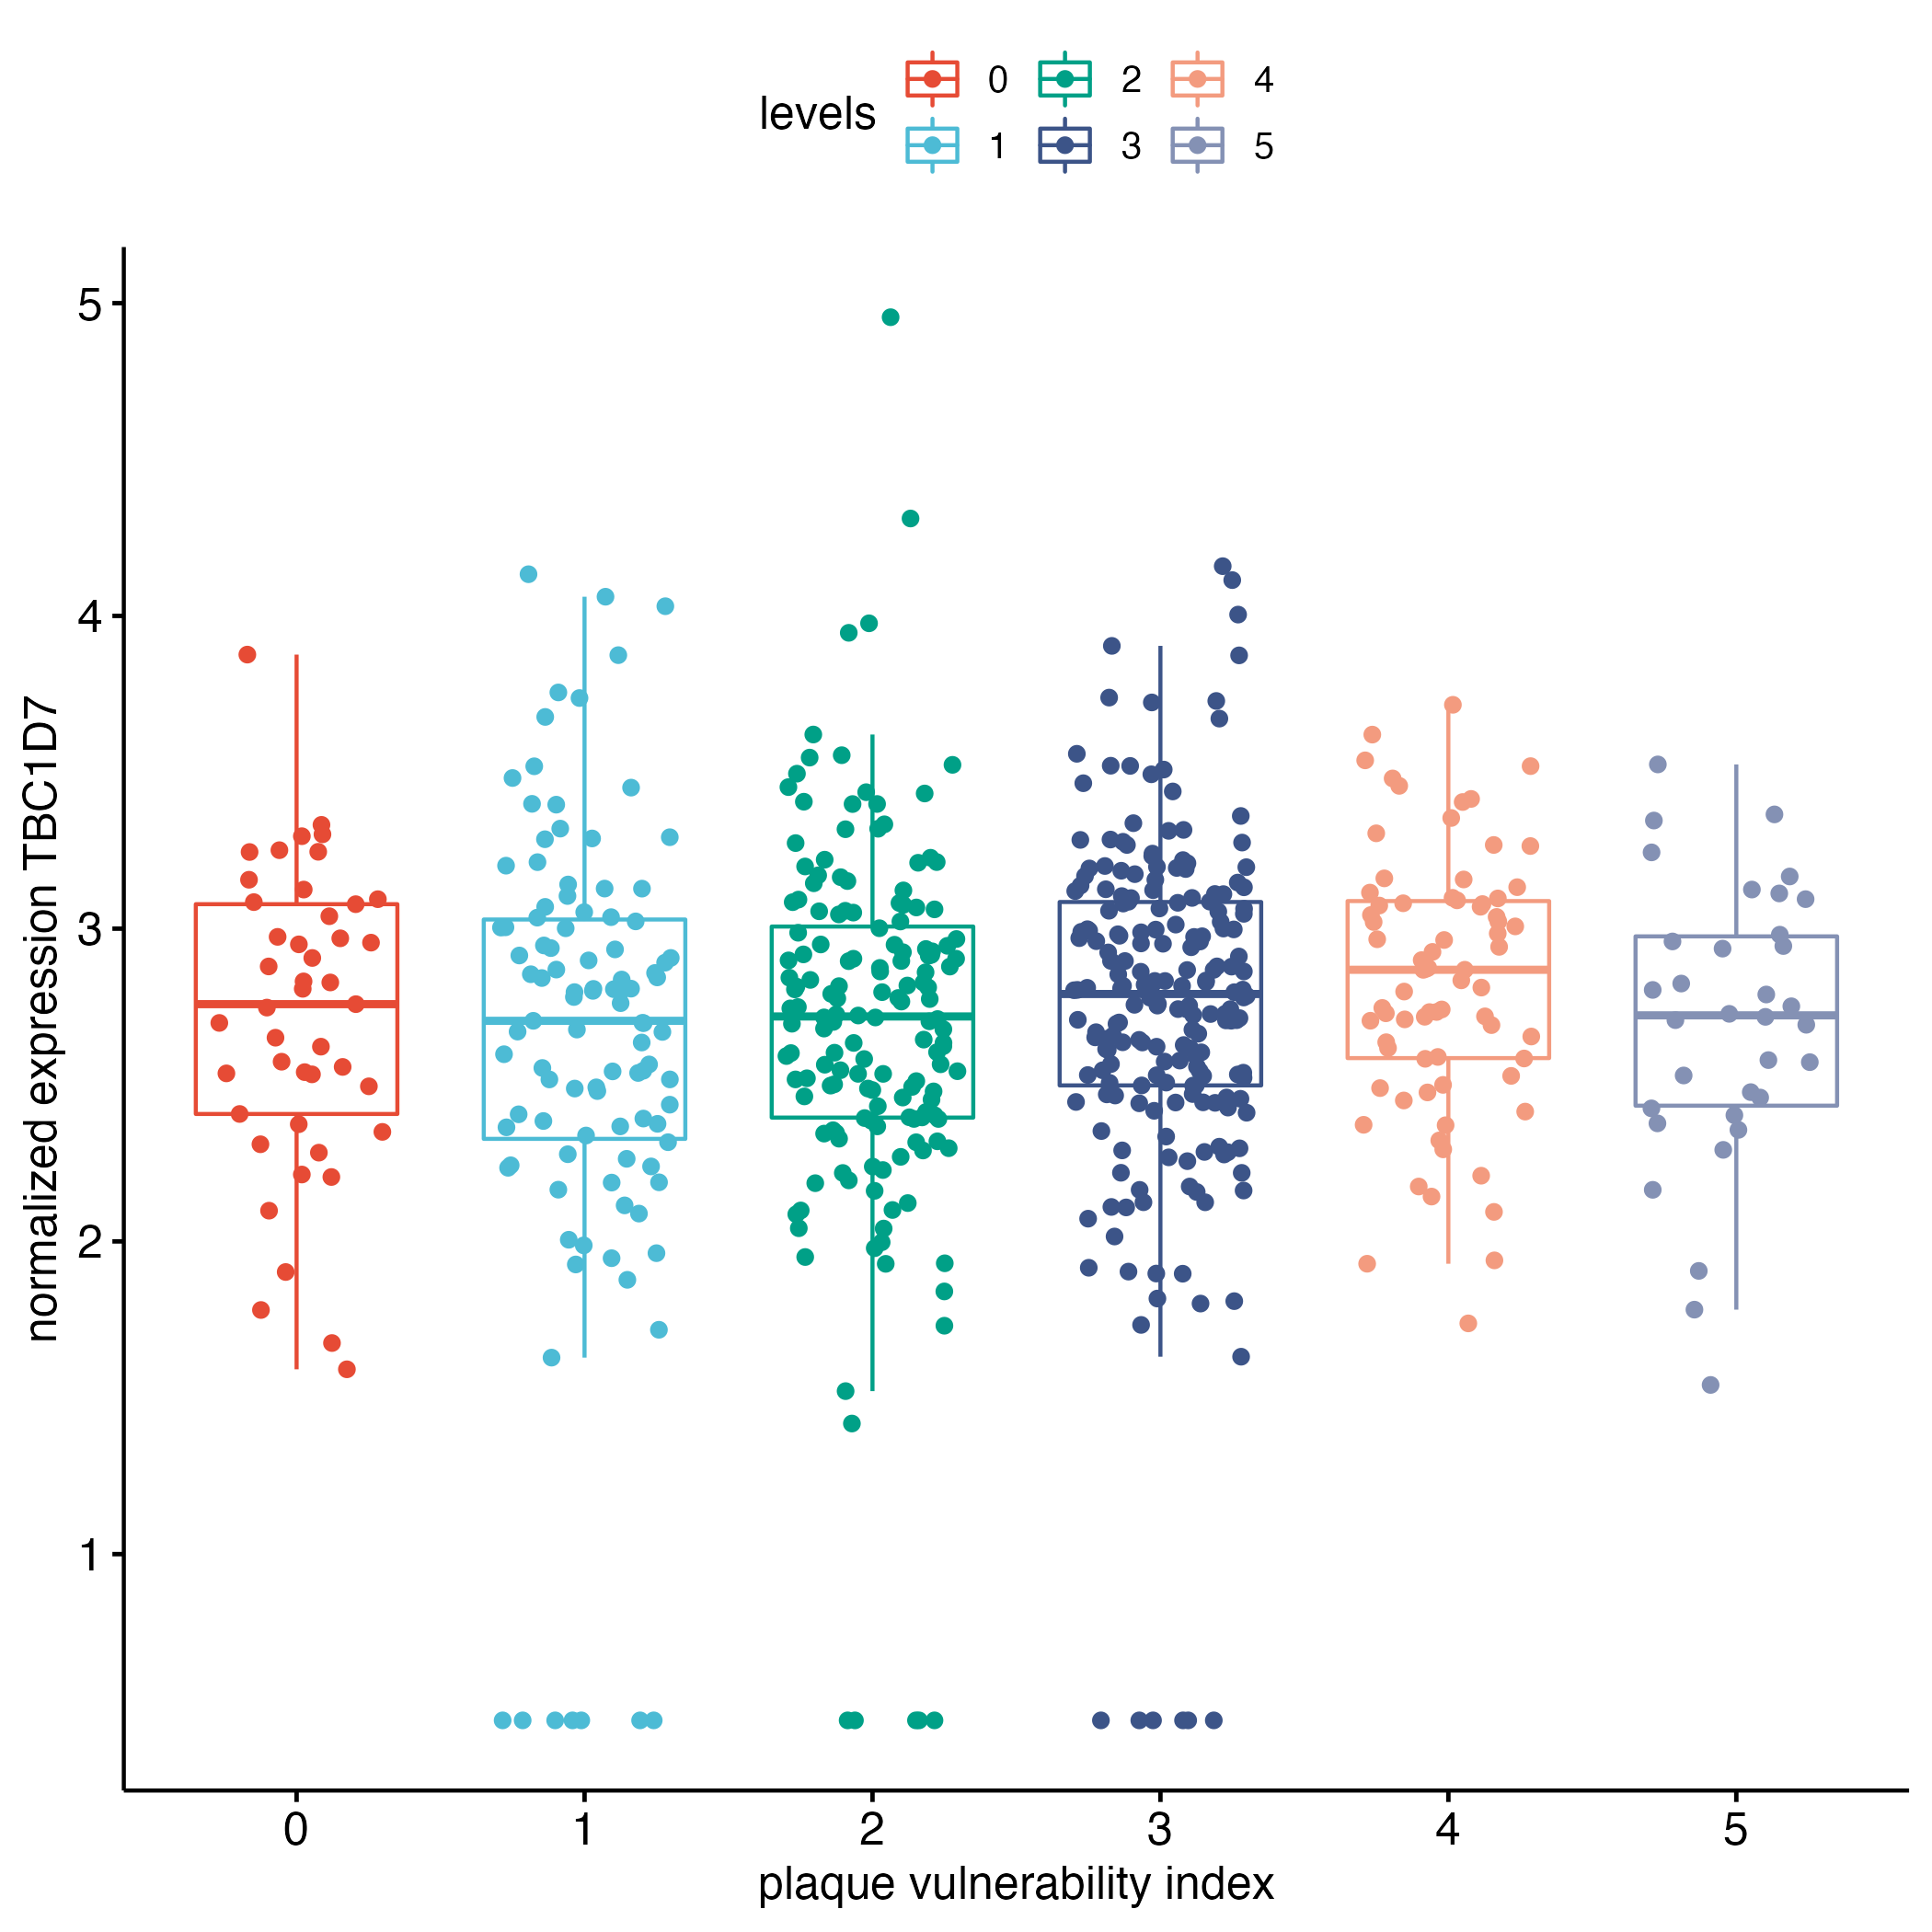 levels
0 2 4
1 3 5
normalized expression TBC1D7
5
4
3
2
1
0 1 2 3 4 5
plaque vulnerability index